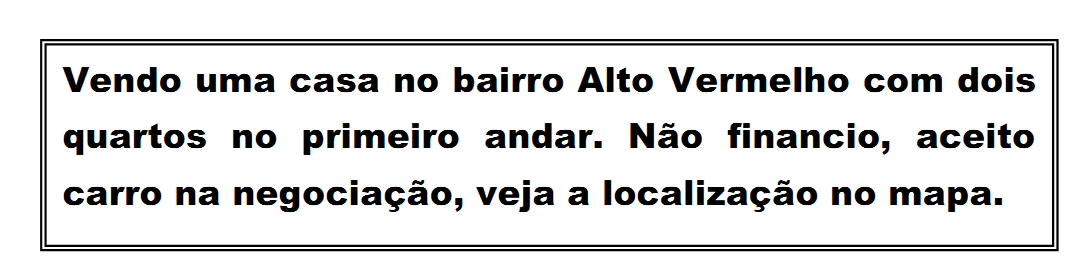 Vendo uma casa no bairro Alto Vermelho com dois
quartos no primeiro andar. Não financio, aceito
carro na negociação, veja a localização no mapa.